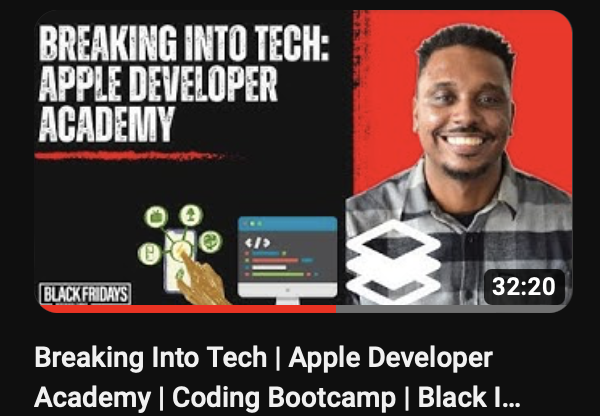 BREAKING INTO TECH:
APPLE DEVELOPER
ACADEMY
</>
BLACK FRIDAYS
32:20
Breaking Into Tech | Apple Developer
Academy | Coding Bootcamp | Black I...